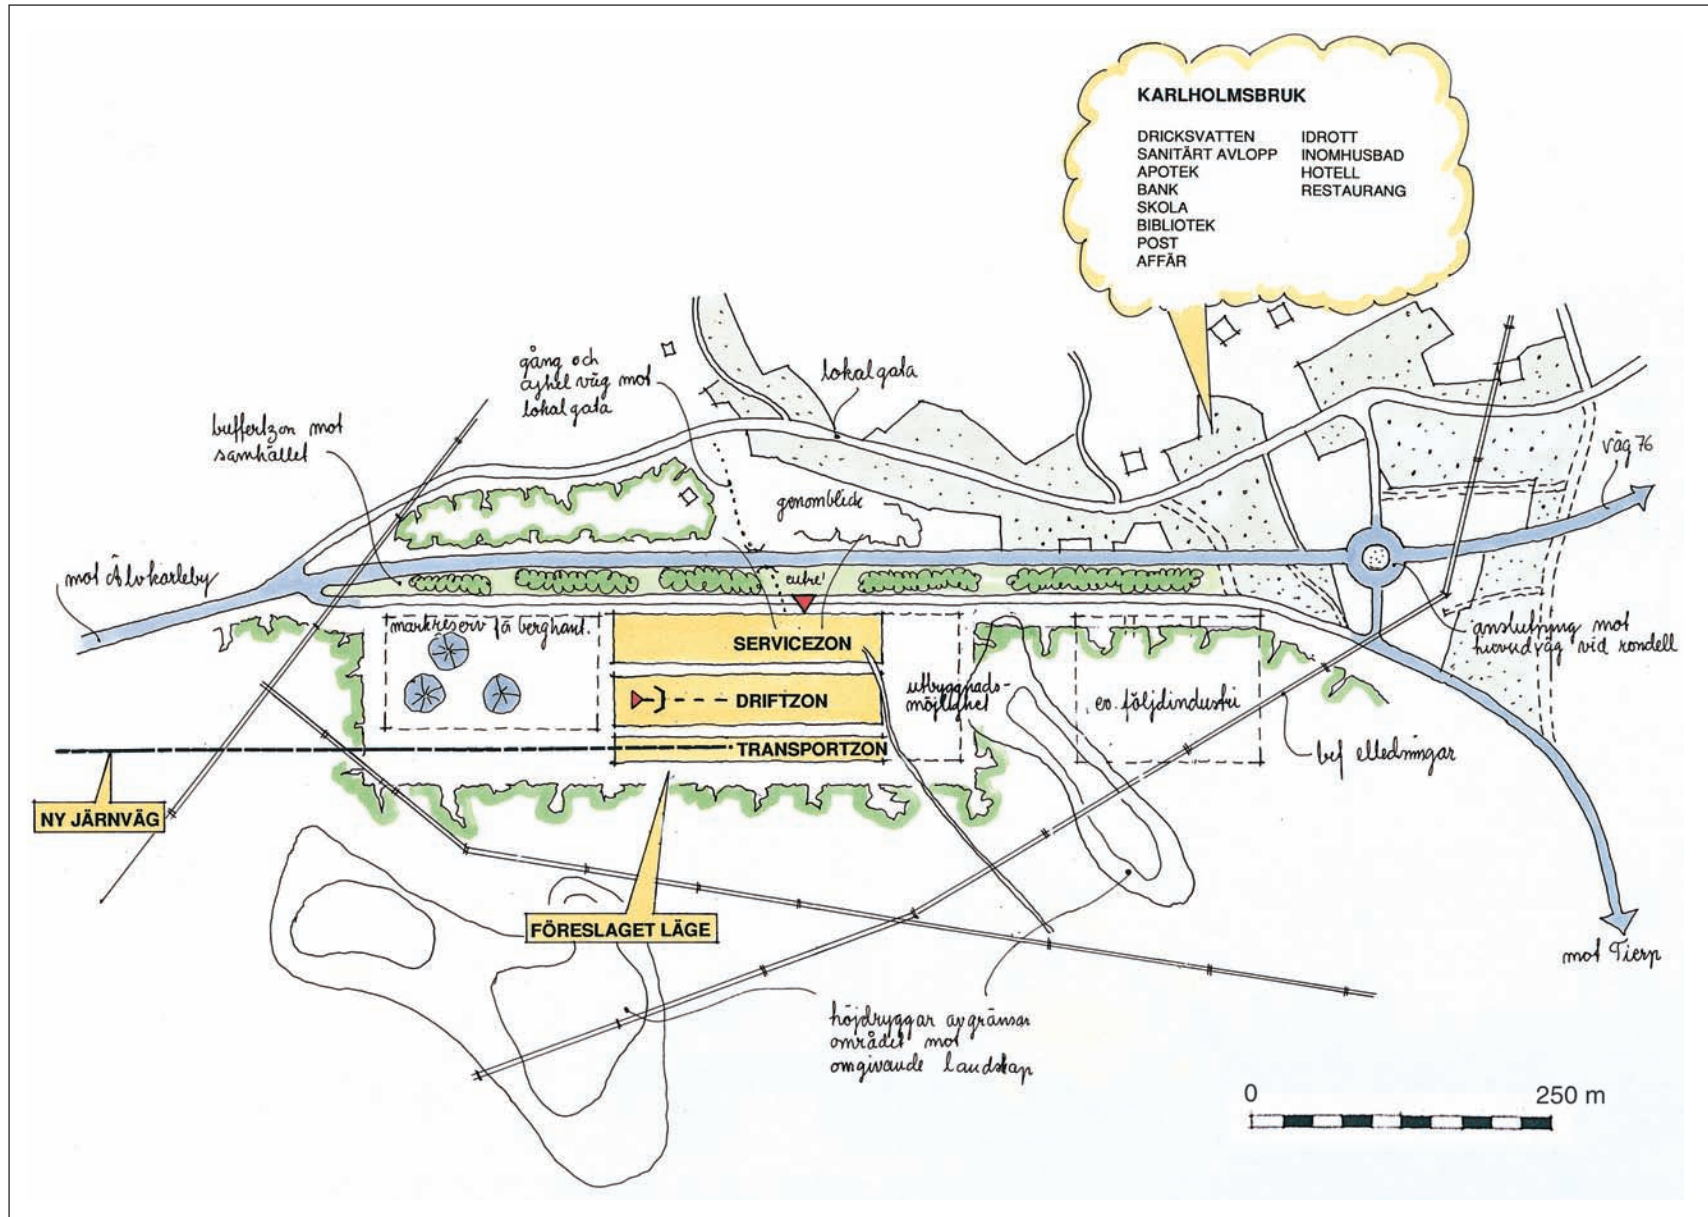 KARLHOLMSBRUK
DRICKSVATTEN
SANITÄRT AVLOPP
APOTEK
BANK
SKOLA
BIBLIOTEK
POST
AFFÄR
IDROTT
INOMHUSBAD
HOTELL
RESTAURANG
gång och
cykel väg mot
lokalgata
lokalgata
buffertzon mot
samhället
väg 76
genomblick
mot Älvkarleby
entré
markreserv fö berghant.
SERVICEZON
anslutning mot
huvudväg vid rondell
utbyggnads-
möjlighet
DRIFTZON
ev. följdindustri
TRANSPORTZON
bef elledningar
NY JÄRNVÄG
FÖRESLAGET LÄGE
mot Tierp
höjdryggar avgränsar
området mot
omgivande landskap
0 250 m